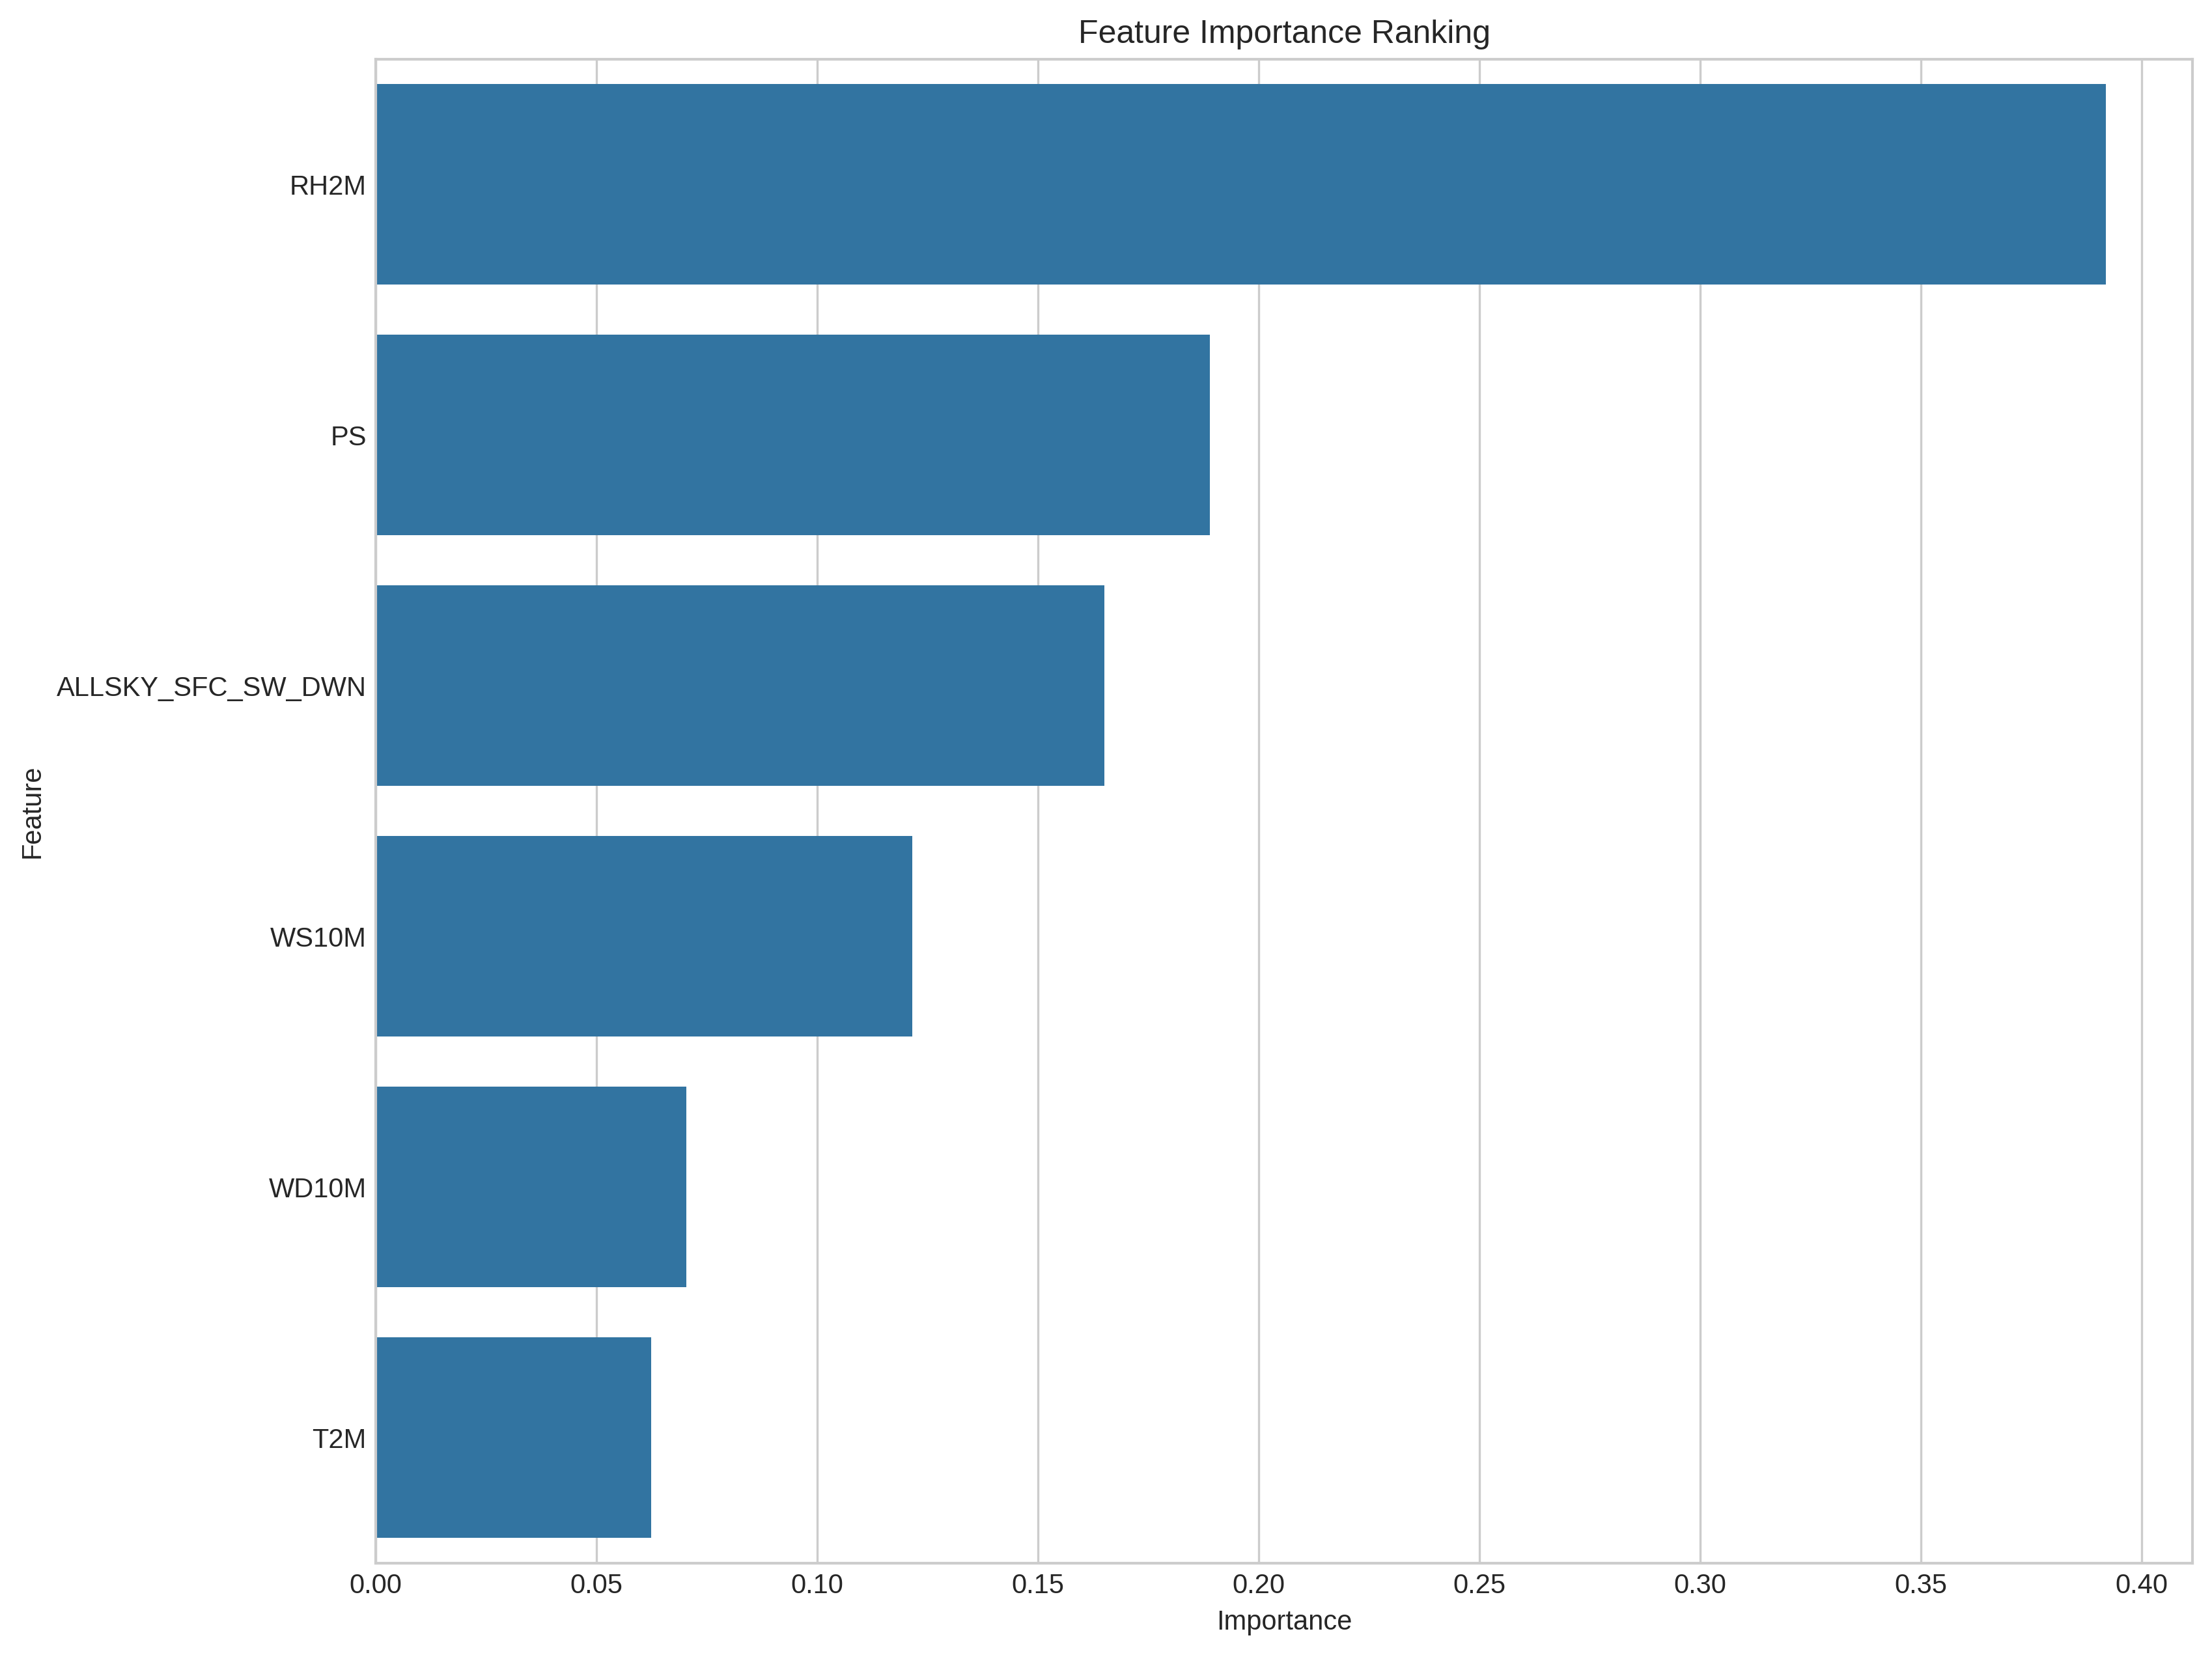 Feature Importance Ranking
RH2M
PS
ALLSKY_SFC_SW_DWN
WS10M
WD10M
T2M
Feature
0.00 0.05 0.10 0.15 0.20 0.25 0.30 0.35 0.40
Importance